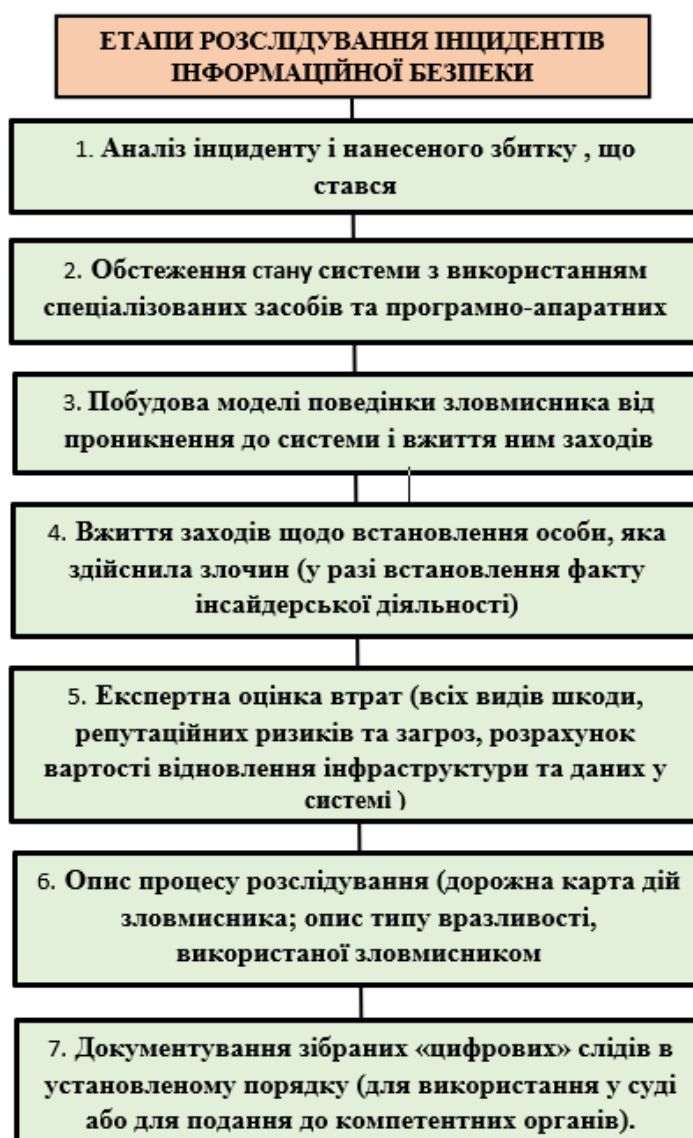 ЕТАПИ РОЗСЛІДУВАННЯ ІНЦИДЕНТІВ
ІНФОРМАЦІЙНОЇ БЕЗПЕКИ
1. Аналіз інциденту і нанесеного збитку , що
стався
2. Обстеження стану системи з використанням
спеціалізованих засобів та програмно-апаратних
3. Побудова моделі поведінки зловмисника від
проникнення до системи і вжиття ним заходів
4. Вжиття заходів щодо встановлення особи, яка
здійснила злочин (у разі встановлення факту
інсайдерської діяльності)
5. Експертна оцінка втрат (всіх видів шкоди,
репутаційних ризиків та загроз, розрахунок
вартості відновлення інфраструктури та даних у
системі )
6. Опис процесу розслідування (дорожна карта дій
зловмисника; опис типу вразливості,
використаної зловмисником
7. Документування зібраних «цифрових» слідів в
установленому порядку (для використання у суді
або для подання до компетентних органів).